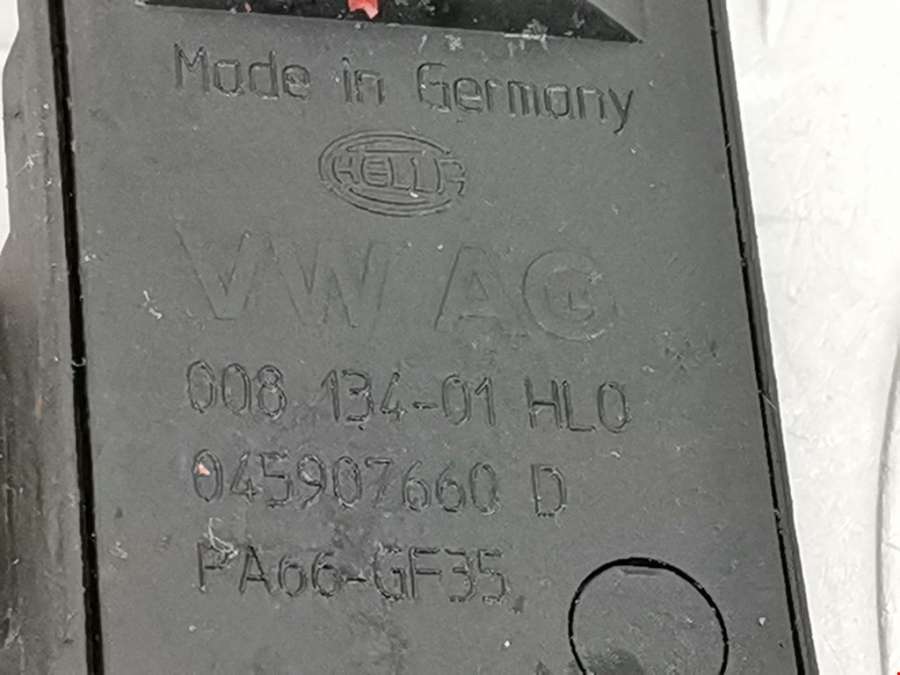 Made in Germany
HELLA
VW AG
008 134-01 HL0
045907660 D
PA66-GF35